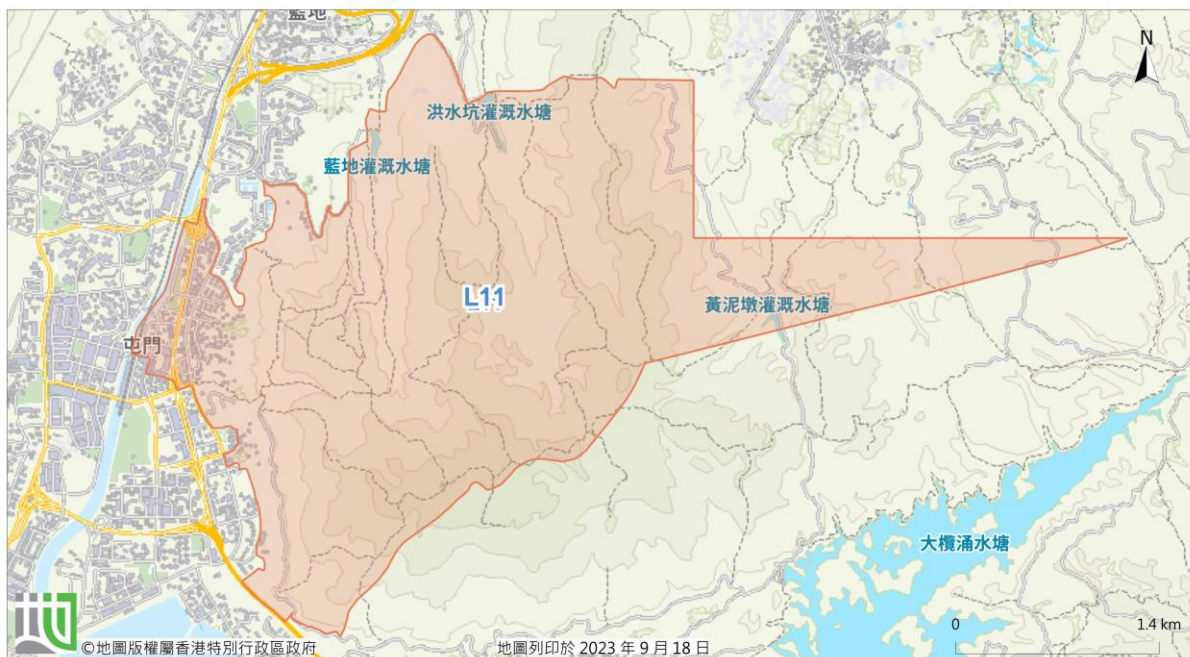 藍地
N
洪水坑灌溉水塘
藍地灌溉水塘
L11
黃泥墩灌溉水塘
屯門
大欖涌水塘
0 1.4 km
©地圖版權屬香港特別行政區政府 地圖列印於 2023 年 9 月 18 日